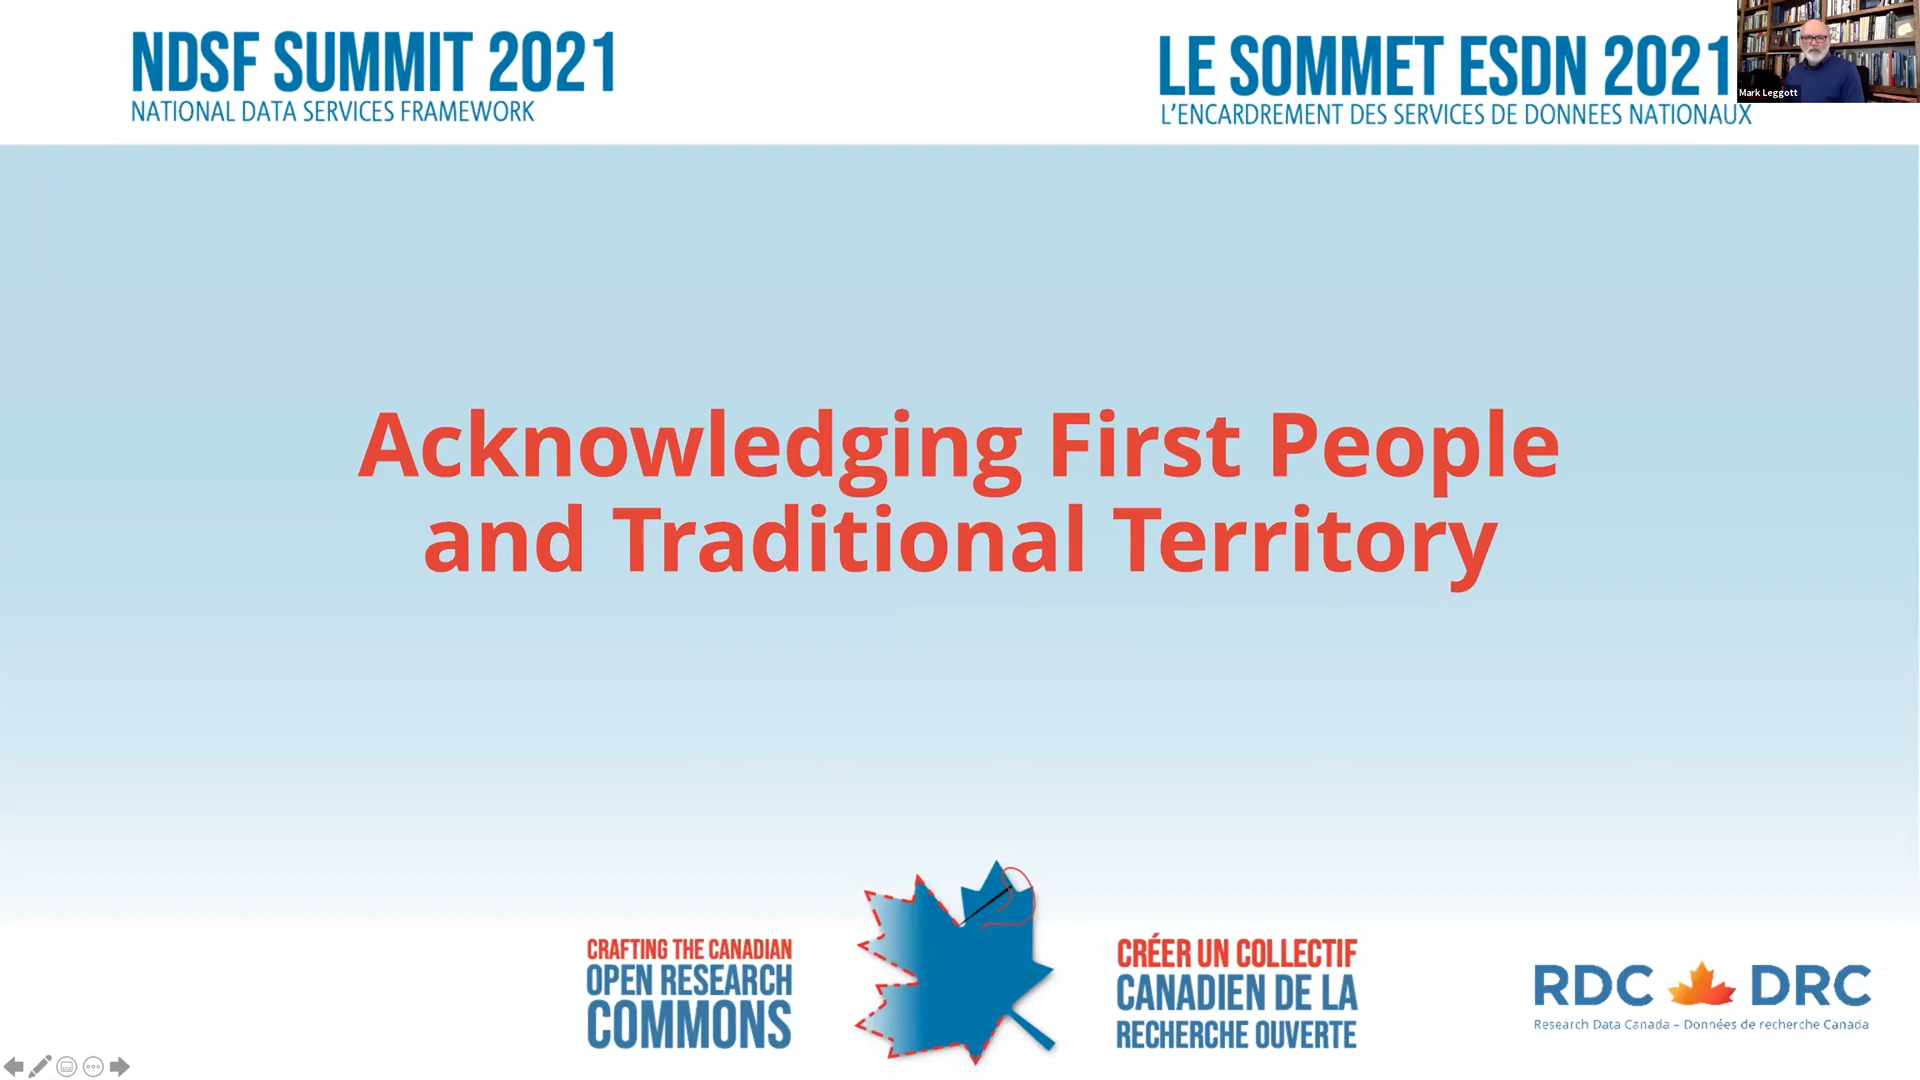 NDSF SUMMIT 2021
NATIONAL DATA SERVICES FRAMEWORK
LE SOMMET ESDN 2021
L'ENCARDREMENT DES SERVICES DE DONNEES NATIONAUX
Mark Leggott
Acknowledging First People
and Traditional Territory
CRAFTING THE CANADIAN
OPEN RESEARCH
COMMONS
CRÉER UN COLLECTIF
CANADIEN DE LA
RECHERCHE OUVERTE
RDC DRC
Research Data Canada – Données de recherche Canada